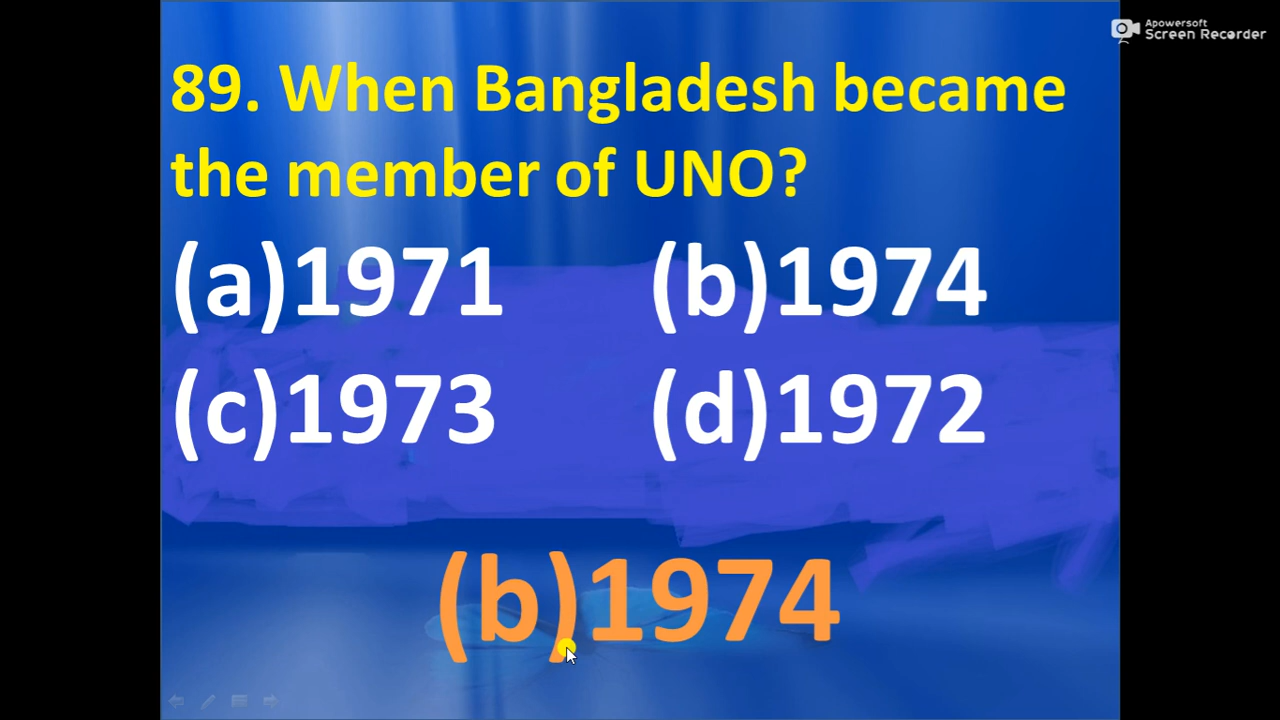 Apowersoft
Screen Recorder
89. When Bangladesh became
the member of UNO?
(a)1971 (b)1974
(c)1973 (d)1972
(b)1974